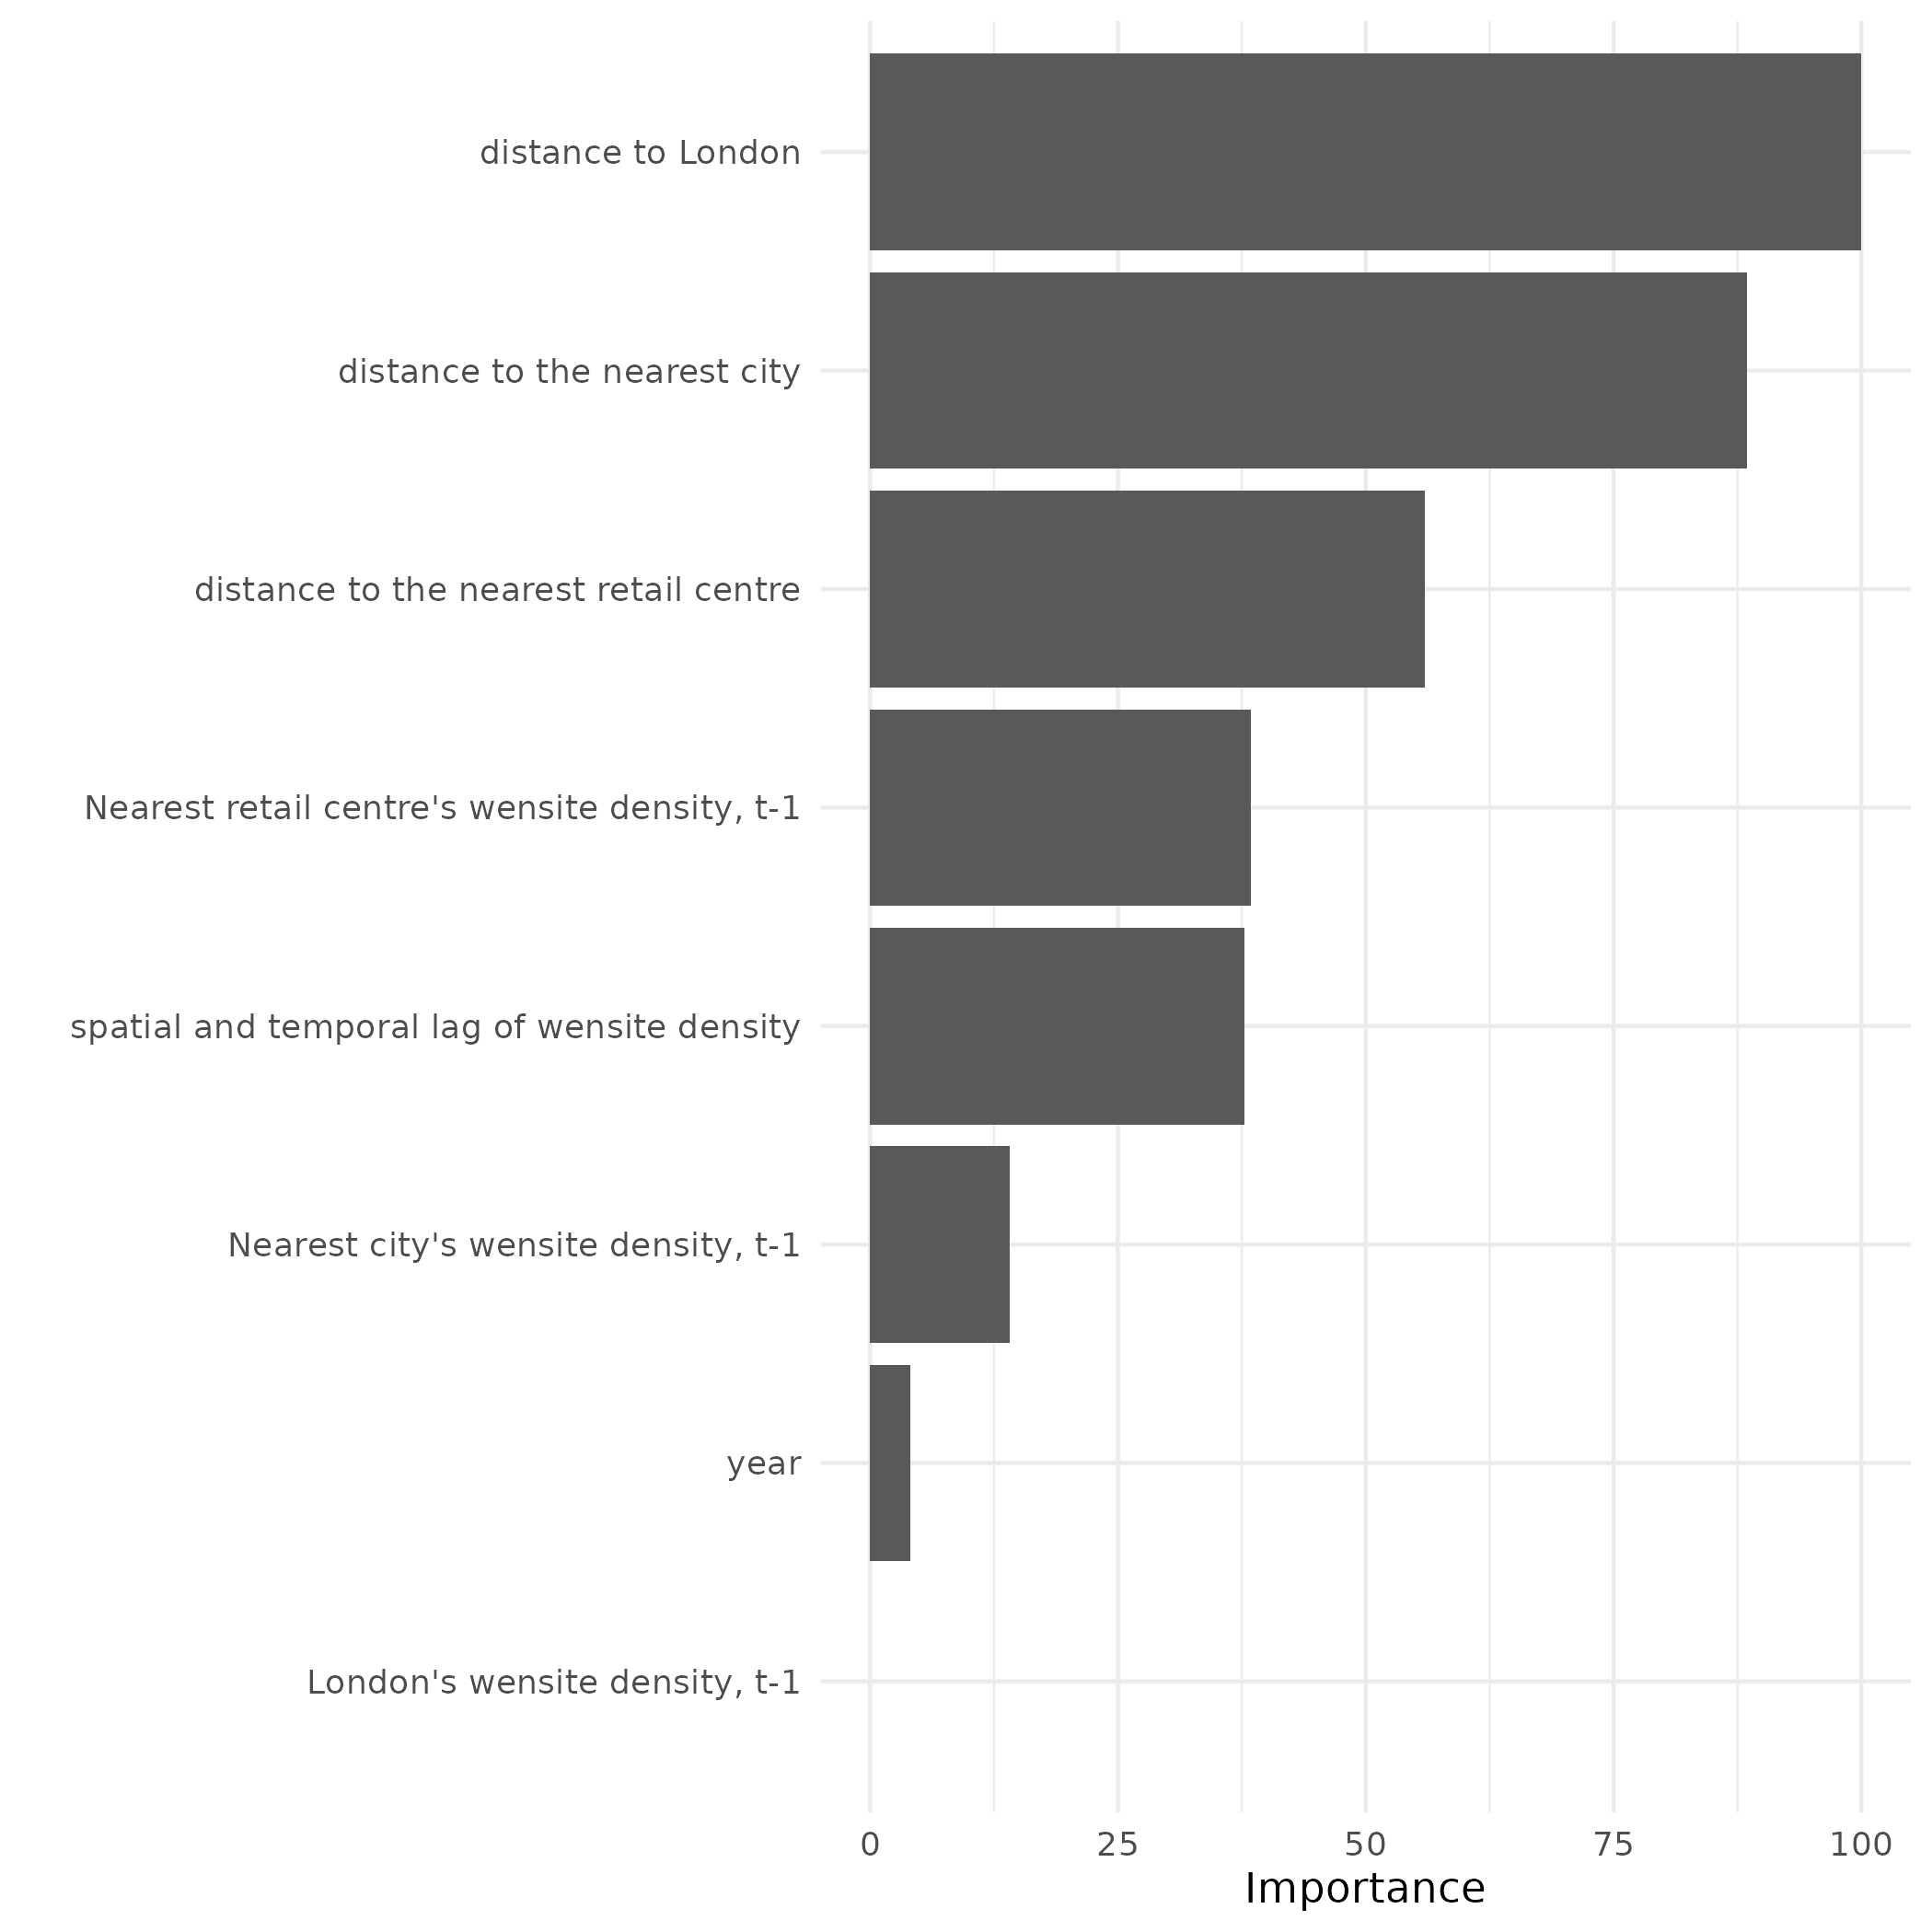 distance to London
distance to the nearest city
distance to the nearest retail centre
Nearest retail centre's wensite density, t-1
spatial and temporal lag of wensite density
Nearest city's wensite density, t-1
year
London's wensite density, t-1
0 25 50 75 100
Importance